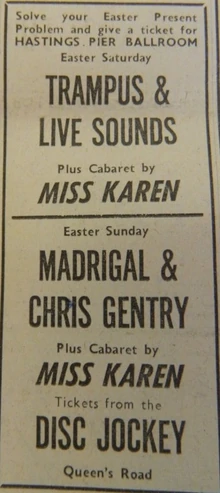 Solve your Easter Present
Problem and give a ticket for
HASTINGS PIER BALLROOM
Easter Saturday
TRAMPUS &
LIVE SOUNDS
Plus Cabaret by
MISS KAREN
Easter Sunday
MADRIGAL &
CHRIS GENTRY
Plus Cabaret by
MISS KAREN
Tickets from the
DISC JOCKEY
Queen's Road